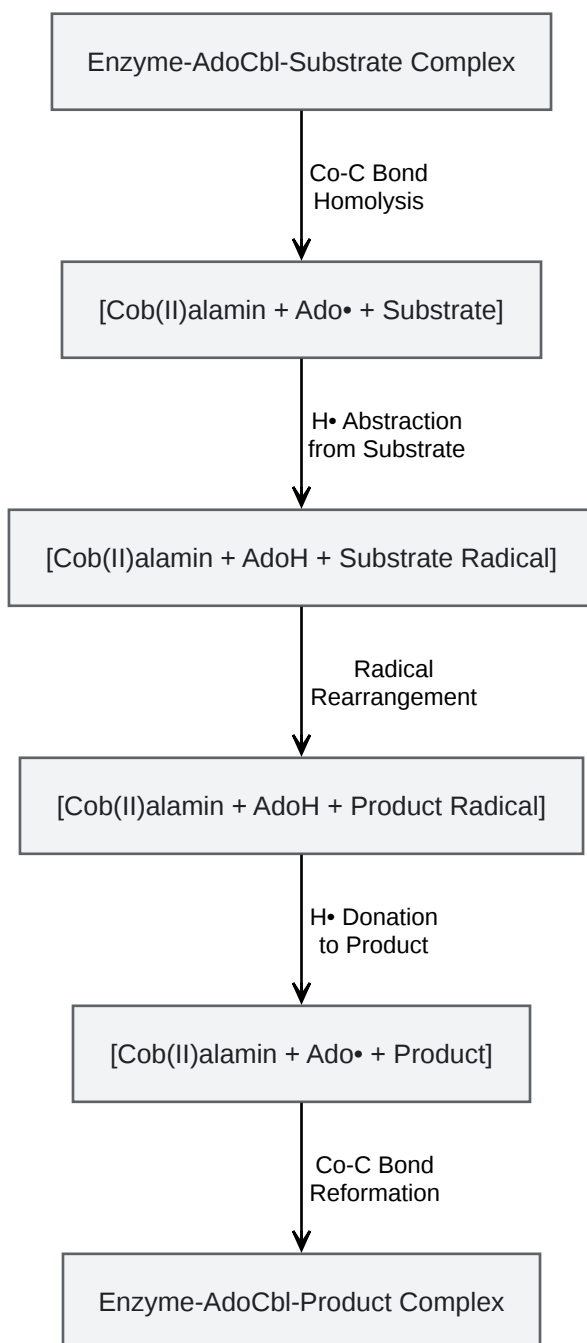 Enzyme-AdoCbl-Substrate Complex
Co-C Bond
Homolysis
[Cob(II)alamin + Ado• + Substrate]
H• Abstraction
from Substrate
[Cob(II)alamin + AdoH + Substrate Radical]
Radical
Rearrangement
[Cob(II)alamin + AdoH + Product Radical]
H• Donation
to Product
[Cob(II)alamin + Ado• + Product]
Co-C Bond
Reformation
Enzyme-AdoCbl-Product Complex